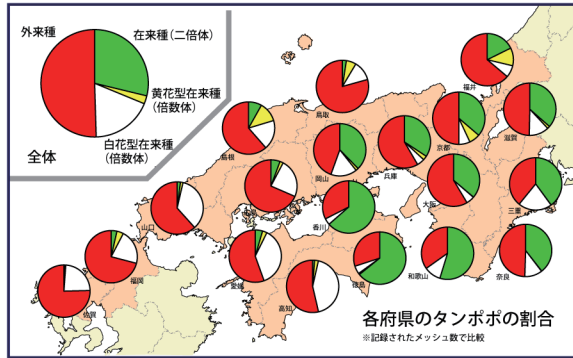 外来種
在来種(二倍体)
黄花型在来種
(倍数体)
白花型在来種
(倍数体)
全体
福井
鳥取
島根
岡山
兵庫
京都
滋賀
広島
香川
大阪
三重
山口
福岡
佐賀
愛媛
高知
徳島
和歌山
奈良
各府県のタンポポの割合
※記録されたメッシュ数で比較